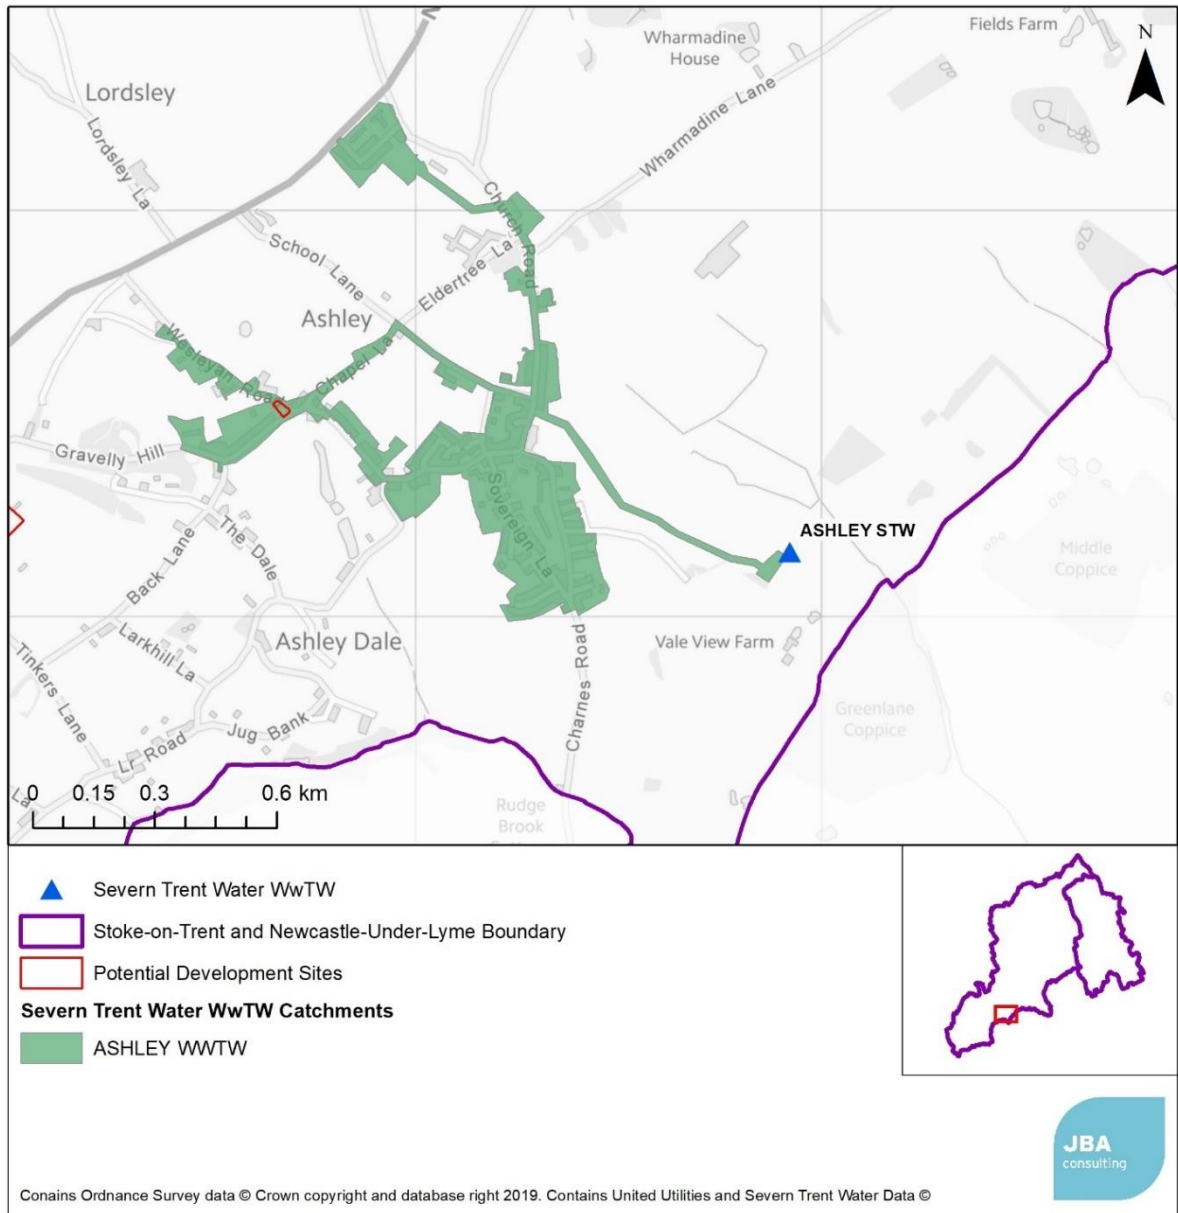 Fields Farm
Wharmadine
House
N
Lordsley
Lordsley La
Wharmadine Lane
Church Road
School Lane
Eldertree La
Ashley
Wesleyan Road
Chapel La
Gravelly Hill
Sovereign La
ASHLEY STW
The Dale
Back Lane
Middle
Coppice
Larkhill La
Ashley Dale
Vale View Farm
Tinkers Lane
Charnes Road
Greenlane
Coppice
Jug Bank
Lr Road
La
0 0.15 0.3 0.6 km
Rudge
Brook
Severn Trent Water WwTW
Stoke-on-Trent and Newcastle-Under-Lyme Boundary
Potential Development Sites
Severn Trent Water WwTW Catchments
ASHLEY WWTW
JBA
consulting
Conains Ordnance Survey data © Crown copyright and database right 2019. Contains United Utilities and Severn Trent Water Data ©